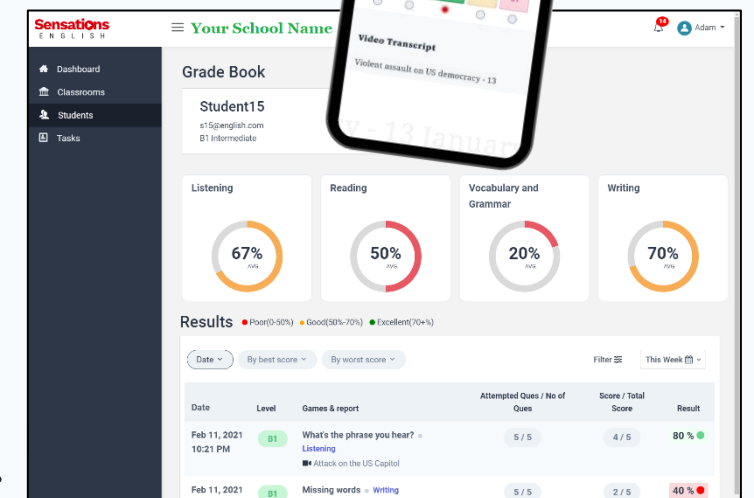 Sensations
ENGLISH
Your School Name
14
Adam
Dashboard
Classrooms
Students
Tasks
Video Transcript
Violent assault on US democracy - 13
y - 13 January
Grade Book
Student15
s15@english.com
B1 Intermediate
Listening
67%
AVG
Reading
50%
AVG
Vocabulary and
Grammar
20%
AVG
Writing
70%
AVG
Results Poor(0-50%) Good(50%-70%) Excellent(70+%)
Date By best score By worst score Filter This Week
Date Level Games & report Attempted Ques / No of Ques Score / Total Score Result
Feb 11, 2021
10:21 PM
B1
What's the phrase you hear?
Listening
Attack on the US Capitol
5 / 5
4 / 5
80 %
Feb 11, 2021
B1
Missing words Writing
5 / 5
2 / 5
40 %